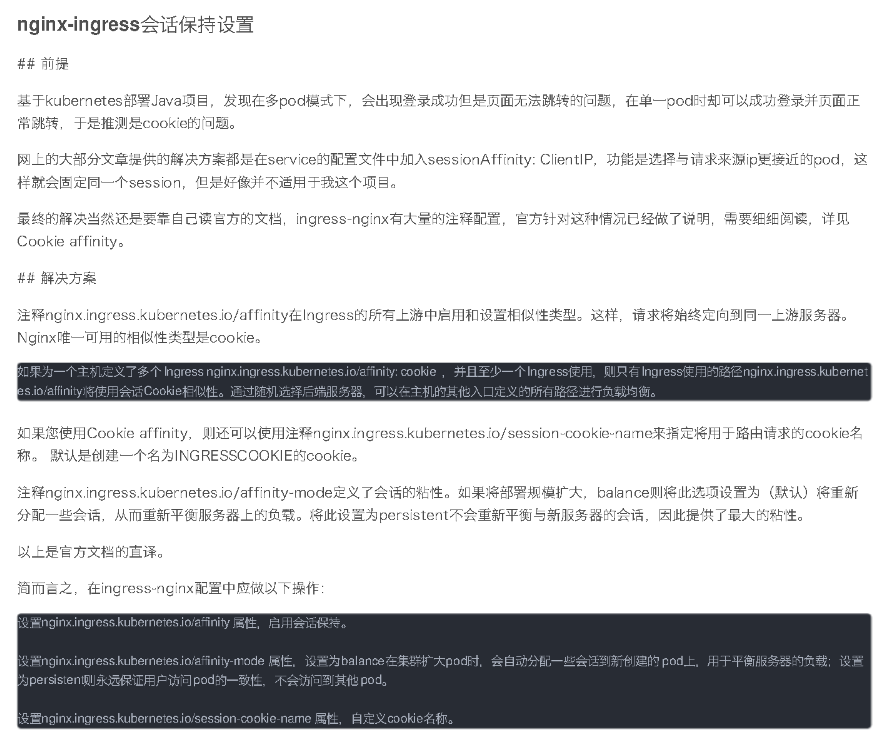 nginx-ingress会话保持设置
## 前提
基于kubernetes部署Java项目，发现在多pod模式下，会出现登录成功但是页面无法跳转的问题，在单一pod时却可以成功登录并页面正
常跳转，于是推测是cookie的问题。
网上的大部分文章提供的解决方案都是在service的配置文件中加入sessionAffinity: ClientIP，功能是选择与请求来源ip更接近的pod，这
样就会固定同一个session，但是好像并不适用于我这个项目。
最终的解决当然还是要靠自己读官方的文档，ingress-nginx有大量的注释配置，官方针对这种情况已经做了说明，需要细细阅读，详见
Cookie affinity。
## 解决方案
注释nginx.ingress.kubernetes.io/affinity在Ingress的所有上游中启用和设置相似性类型。这样，请求将始终定向到同一上游服务器。
Nginx唯一可用的相似性类型是cookie。
如果为一个主机定义了多个 Ingress nginx.ingress.kubernetes.io/affinity: cookie ，并且至少一个Ingress使用，则只有Ingress使用的路径nginx.ingress.kubernet
es.io/affinity将使用会话Cookie相似性。通过随机选择后端服务器，可以在主机的其他入口定义的所有路径进行负载均衡。
如果您使用Cookie affinity，则还可以使用注释nginx.ingress.kubernetes.io/session-cookie-name来指定将用于路由请求的cookie名
称。 默认是创建一个名为INGRESSCOOKIE的cookie。
注释nginx.ingress.kubernetes.io/affinity-mode定义了会话的粘性。如果将部署规模扩大，balance则将此选项设置为（默认）将重新
分配一些会话，从而重新平衡服务器上的负载。将此设置为persistent不会重新平衡与新服务器的会话，因此提供了最大的粘性。
以上是官方文档的直译。
简而言之，在ingress-nginx配置中应做以下操作：
设置nginx.ingress.kubernetes.io/affinity 属性，启用会话保持。
设置nginx.ingress.kubernetes.io/affinity-mode 属性，设置为balance在集群扩大pod时，会自动分配一些会话到新创建的 pod上，用于平衡服务器的负载；设置
为persistent则永远保证用户访问pod的一致性，不会访问到其他pod。
设置nginx.ingress.kubernetes.io/session-cookie-name 属性，自定义cookie名称。